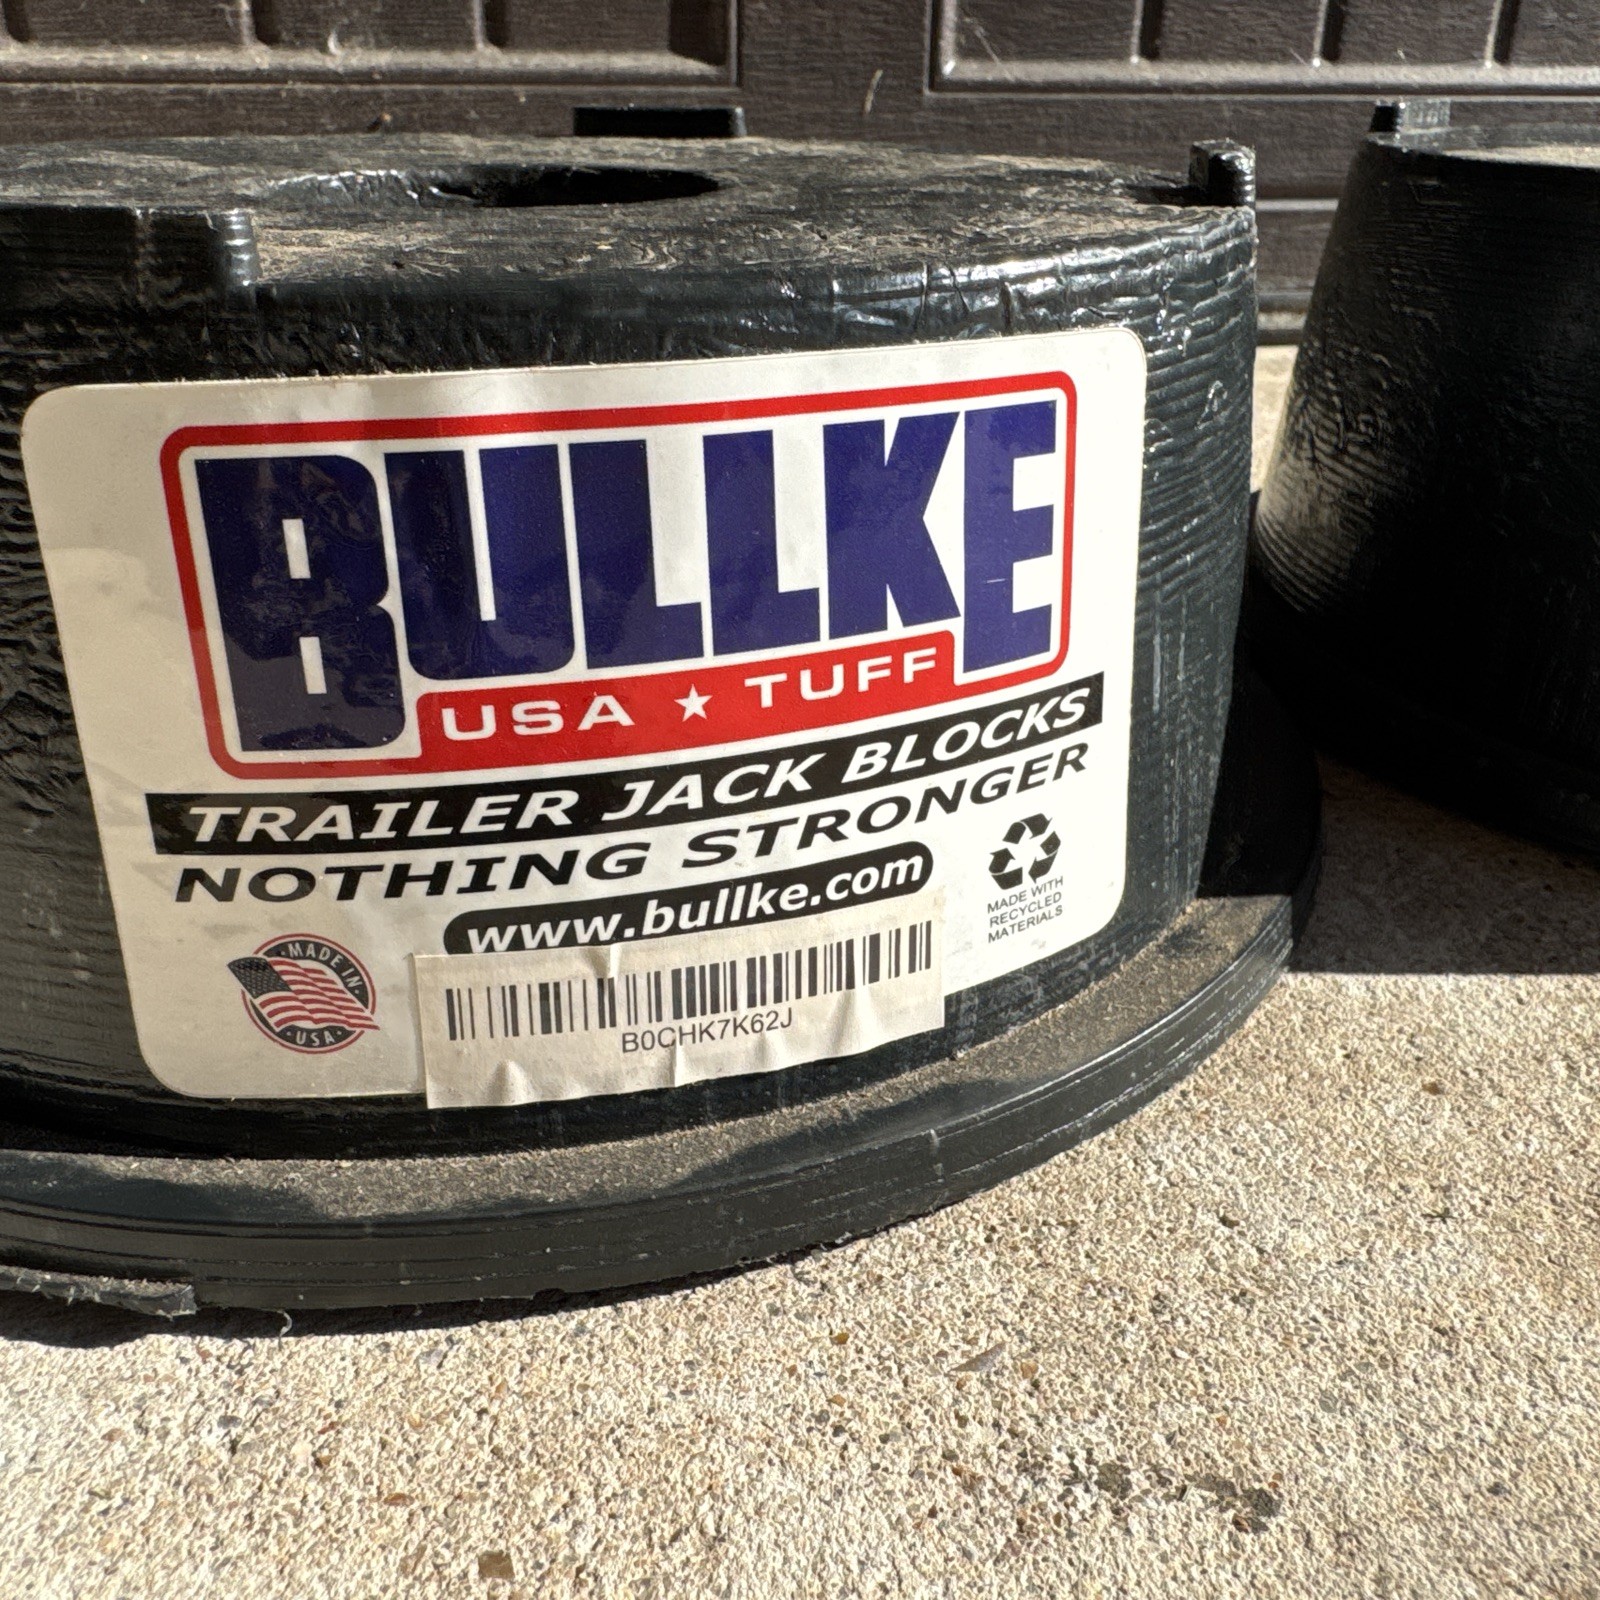 BULLKE
USA ★ TUFF
TRAILER JACK BLOCKS
NOTHING STRONGER
www.bullke.com
MADE WITH
RECYCLED
MATERIALS
·MADE IN·
·USA·
B0CHK7K62J